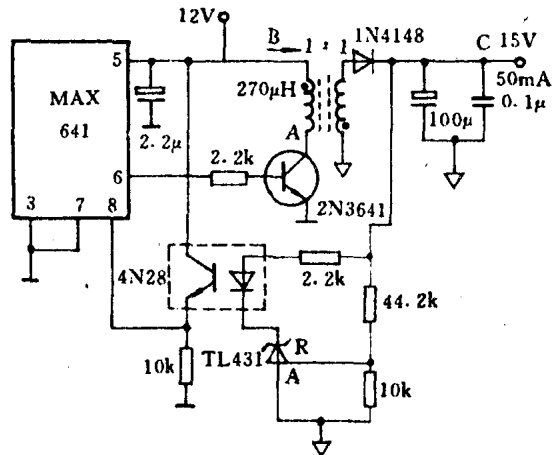 12V
B
1 : 1
1N4148
C 15V
5
50mA
270μH
MAX
641
2.2μ
A
100μ
0.1μ
2.2k
6
2N3641
3
7
8
4N28
2.2k
44.2k
10k
TL431
R
A
10k